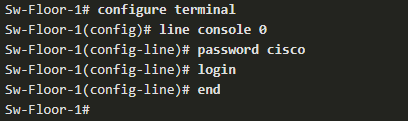 Sw-Floor-1# configure terminal
Sw-Floor-1(config)# line console 0
Sw-Floor-1(config-line)# password cisco
Sw-Floor-1(config-line)# login
Sw-Floor-1(config-line)# end
Sw-Floor-1#